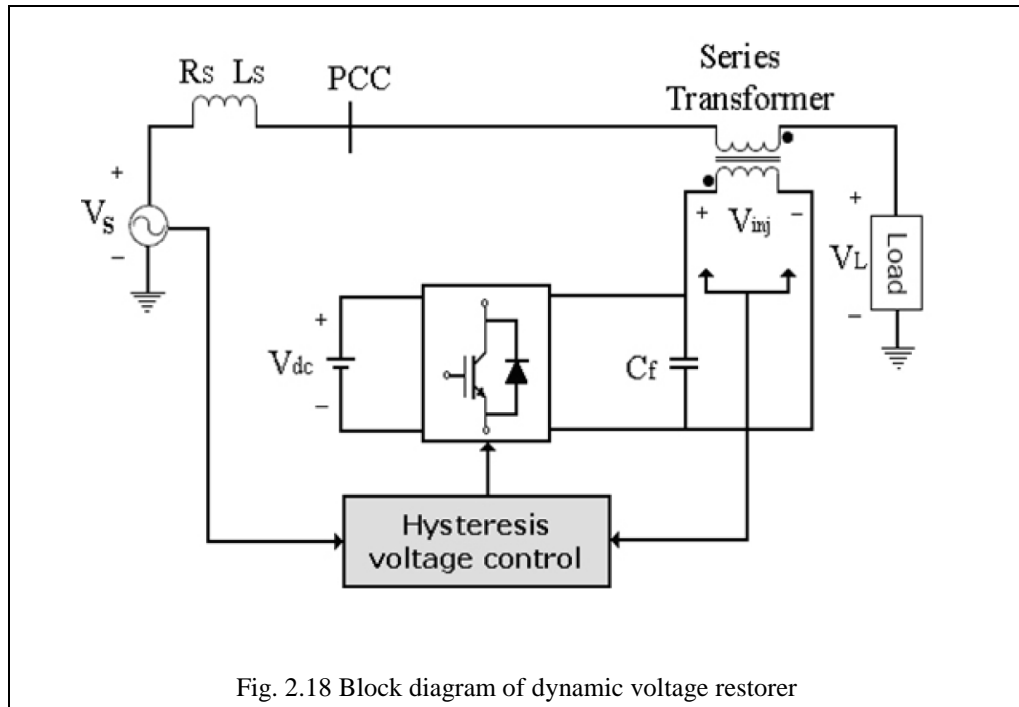 Rs Ls
PCC
Series
Transformer
+
Vs
−
+ Vinj −
+
VL
−
Load
+
Vdc
−
Cf
Hysteresis
voltage control
Fig. 2.18 Block diagram of dynamic voltage restorer